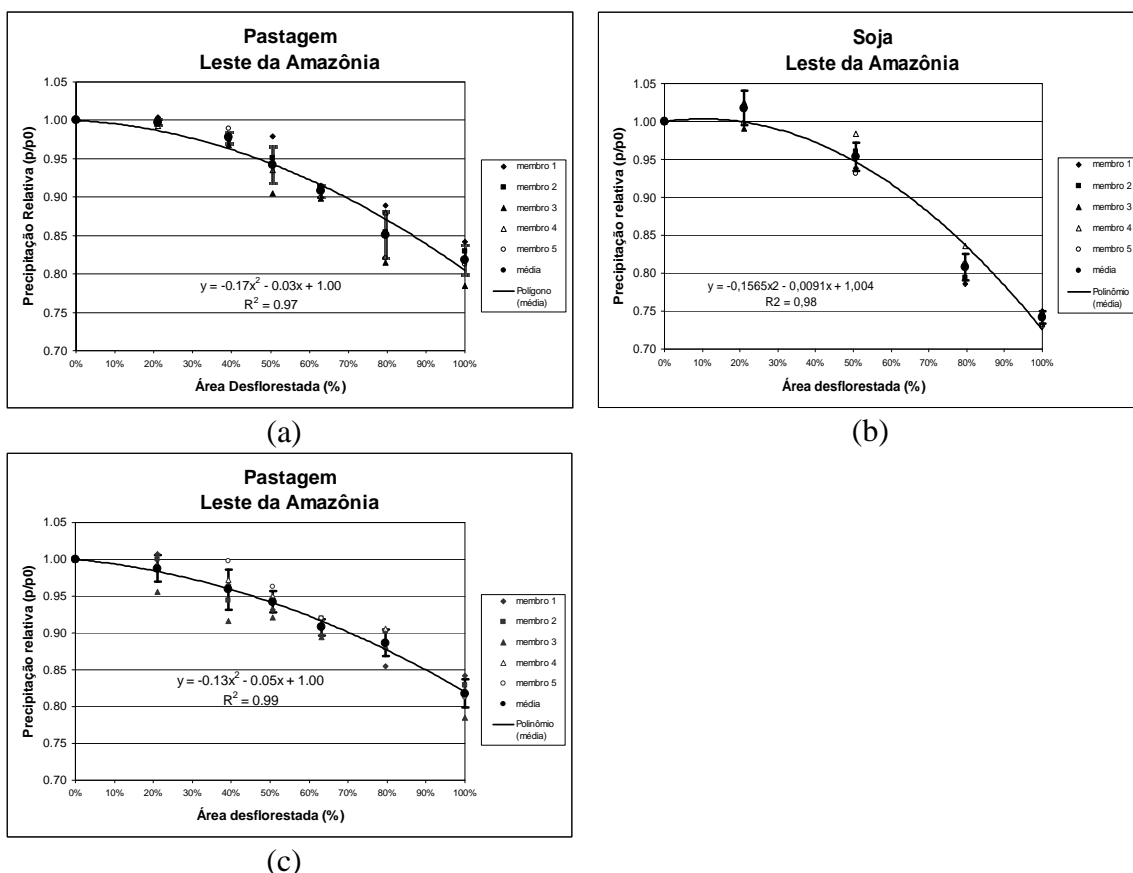 Pastagem
Leste da Amazônia
Precipitação Relativa (p/p0)
1.05
1.00
0.95
0.90
0.85
0.80
0.75
0.70
0%
10%
20%
30%
40%
50%
60%
70%
80%
90%
100%
Área Desflorestada (%)
y = -0.17x² - 0.03x + 1.00
R² = 0.97
membro 1
membro 2
membro 3
membro 4
membro 5
média
Polígono
(média)
(a)
Soja
Leste da Amazônia
Precipitação relativa (p/p0)
1.05
1.00
0.95
0.90
0.85
0.80
0.75
0.70
0%
10%
20%
30%
40%
50%
60%
70%
80%
90%
100%
Área desflorestada (%)
y = -0,1565x2 - 0,0091x + 1,004
R2 = 0,98
membro 1
membro 2
membro 3
membro 4
membro 5
média
Polinômio
(média)
(b)
Pastagem
Leste da Amazônia
Precipitação relativa (p/p0)
1.05
1.00
0.95
0.90
0.85
0.80
0.75
0.70
0%
10%
20%
30%
40%
50%
60%
70%
80%
90%
100%
Área desflorestada (%)
y = -0.13x² - 0.05x + 1.00
R² = 0.99
membro 1
membro 2
membro 3
membro 4
membro 5
média
Polinômio
(média)
(c)